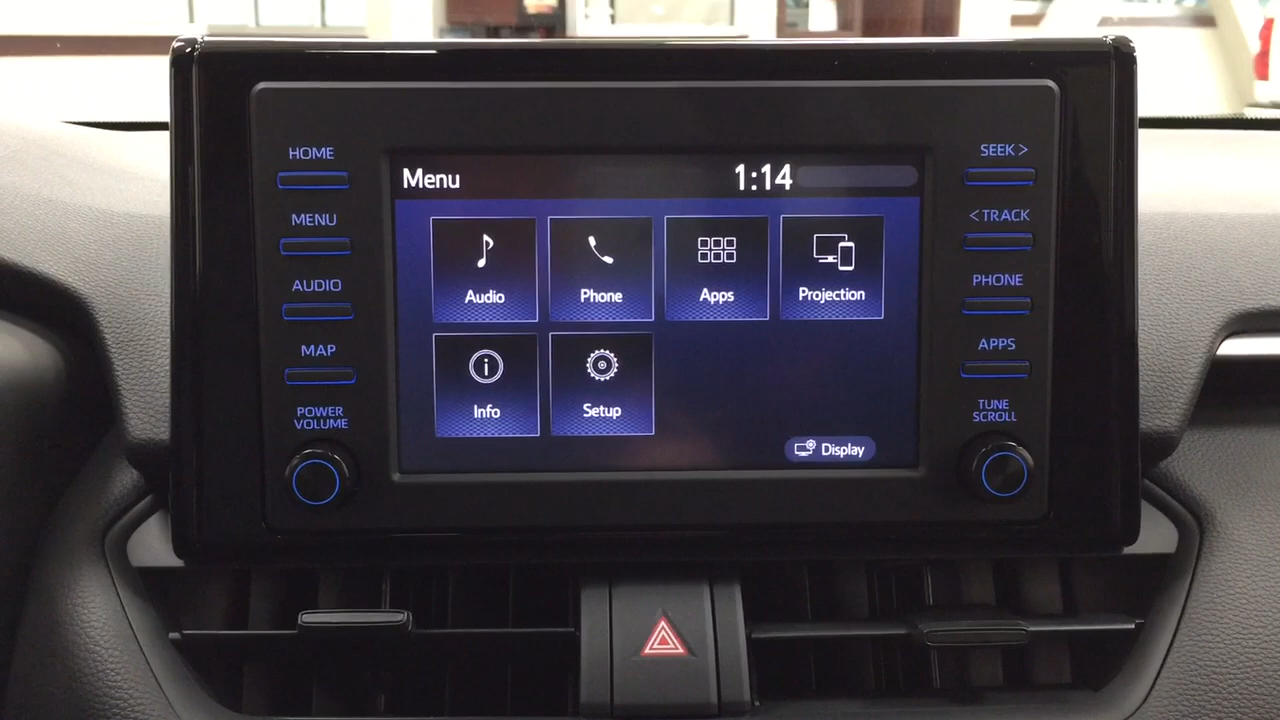 HOME
MENU
AUDIO
MAP
POWER
VOLUME
Menu
1:14
Audio
Phone
Apps
Projection
Info
Setup
Display
SEEK >
< TRACK
PHONE
APPS
TUNE
SCROLL